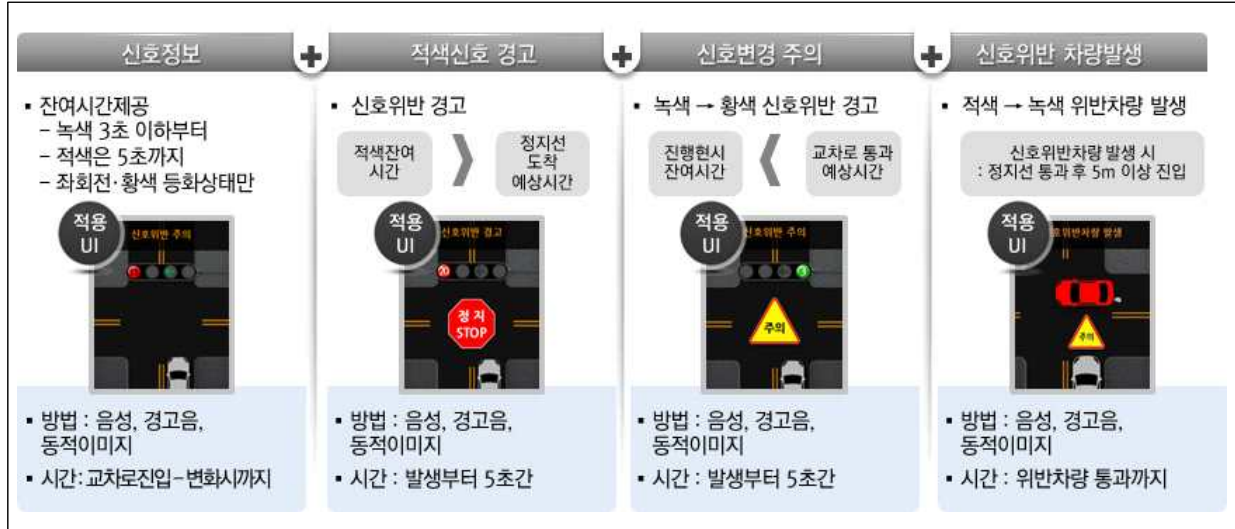 신호정보
잔여시간제공
– 녹색 3초 이하부터
– 적색은 5초까지
– 좌회전·황색 등화상태만
적용
UI
신호위반 주의
방법 : 음성, 경고음,
동적이미지
시간: 교차로진입–변화시까지
적색신호 경고
신호위반 경고
적색잔여
시간
정지선
도착
예상시간
적용
UI
신호위반 경고
20
정지
STOP
방법 : 음성, 경고음,
동적이미지
시간 : 발생부터 5초간
신호변경 주의
녹색 → 황색 신호위반 경고
진행현시
잔여시간
교차로 통과
예상시간
적용
UI
신호위반 주의
3
주의
방법 : 음성, 경고음,
동적이미지
시간 : 발생부터 5초간
신호위반 차량발생
적색 → 녹색 위반차량 발생
신호위반차량 발생 시
: 정지선 통과 후 5m 이상 진입
적용
UI
호위반차량 발생
주의
방법 : 음성, 경고음,
동적이미지
시간 : 위반차량 통과까지